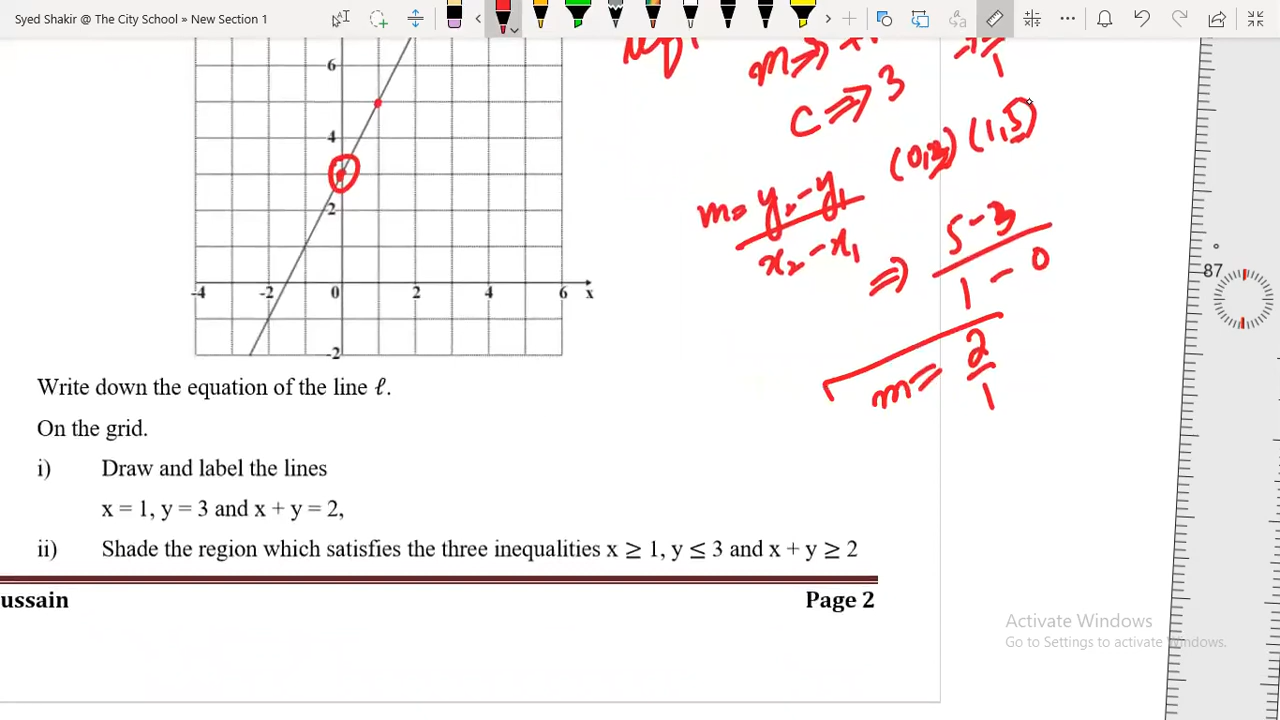 Syed Shakir @ The City School » New Section 1
6
4
2
-4 -2 0 2 4 6 x
-2
m ⇒
1
C ⇒ 3
(0,3) (1,5)
m = y₂ - y₁
x₂ - x₁
⇒ 5 - 3
1 - 0
m = 2
1
87
Write down the equation of the line ℓ.
On the grid.
i) Draw and label the lines
x = 1, y = 3 and x + y = 2,
ii) Shade the region which satisfies the three inequalities x ≥ 1, y ≤ 3 and x + y ≥ 2
ussain Page 2
Activate Windows
Go to Settings to activate Windows.